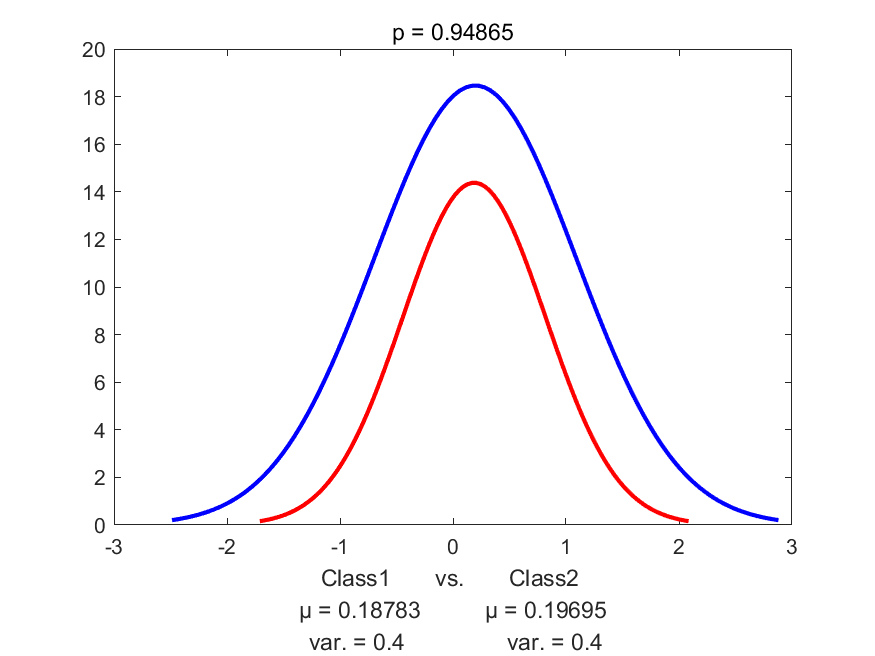 p = 0.94865
20
18
16
14
12
10
8
6
4
2
0
-3 -2 -1 0 1 2 3
Class1 vs. Class2
μ = 0.18783 μ = 0.19695
var. = 0.4 var. = 0.4